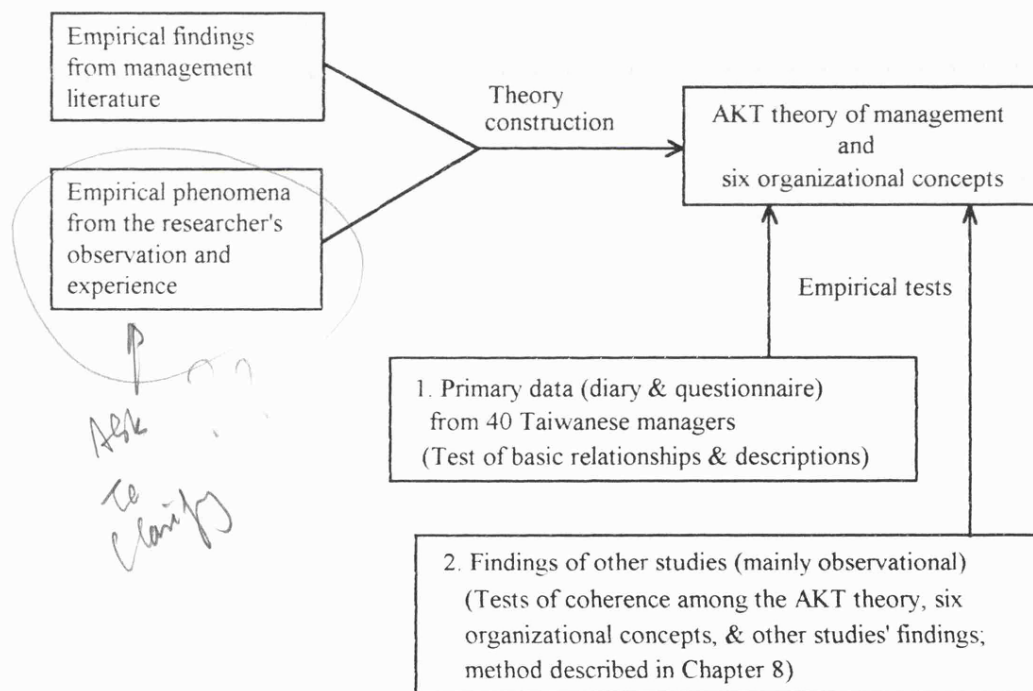 Empirical findings
from management
literature
Empirical phenomena
from the researcher's
observation and
experience
Theory
construction
AKT theory of management
and
six organizational concepts
Empirical tests
1. Primary data (diary & questionnaire)
from 40 Taiwanese managers
(Test of basic relationships & descriptions)
2. Findings of other studies (mainly observational)
(Tests of coherence among the AKT theory, six
organizational concepts, & other studies' findings;
method described in Chapter 8)
??
Ask
to
clarify